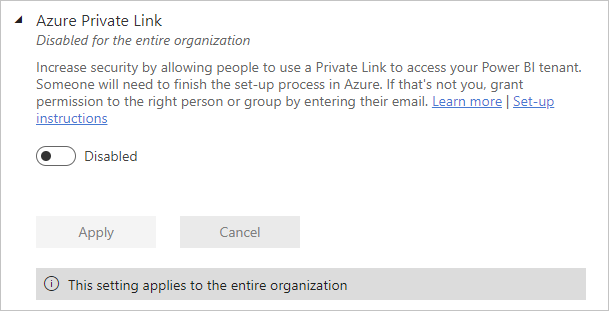 Azure Private Link
Disabled for the entire organization
Increase security by allowing people to use a Private Link to access your Power BI tenant.
Someone will need to finish the set-up process in Azure. If that's not you, grant
permission to the right person or group by entering their email. Learn more | Set-up
instructions
Disabled
Apply Cancel
This setting applies to the entire organization